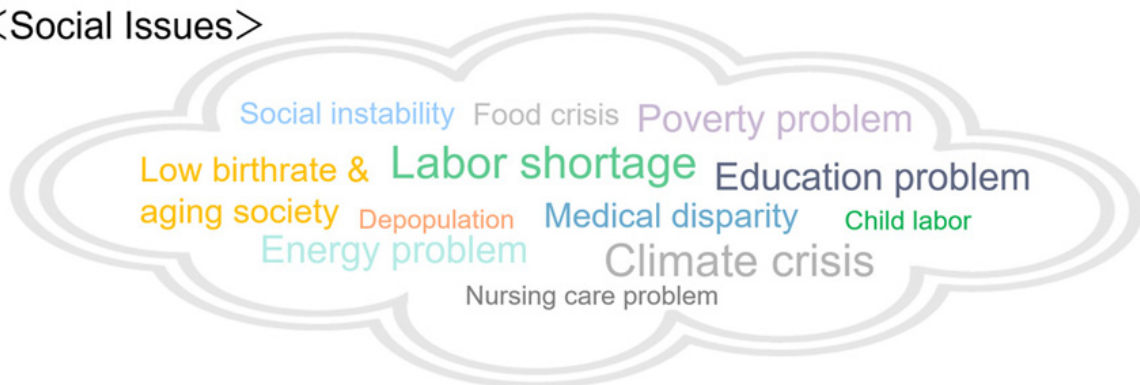 <Social Issues>
Social instability Food crisis Poverty problem
Low birthrate & Labor shortage Education problem
aging society Depopulation Medical disparity Child labor
Energy problem Climate crisis
Nursing care problem